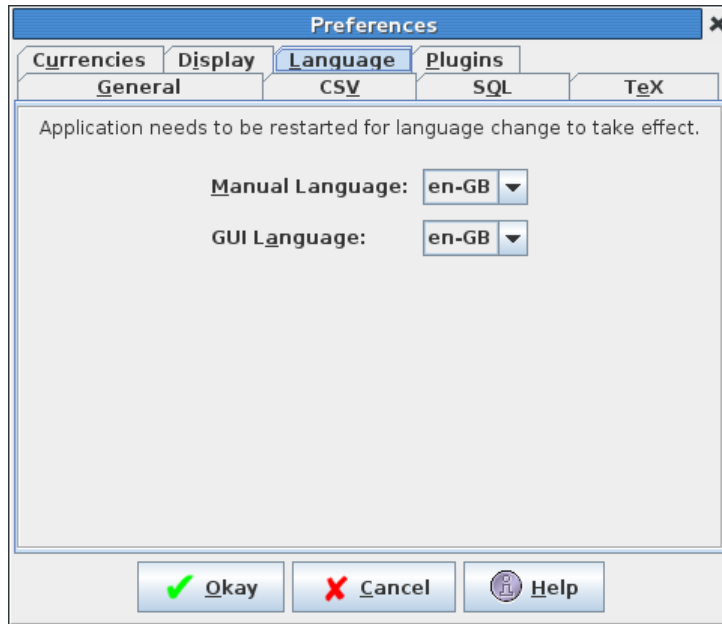 Preferences
Currencies Display Language Plugins
General CSV SQL TeX
Application needs to be restarted for language change to take effect.
Manual Language: en-GB
GUI Language: en-GB
Okay Cancel Help